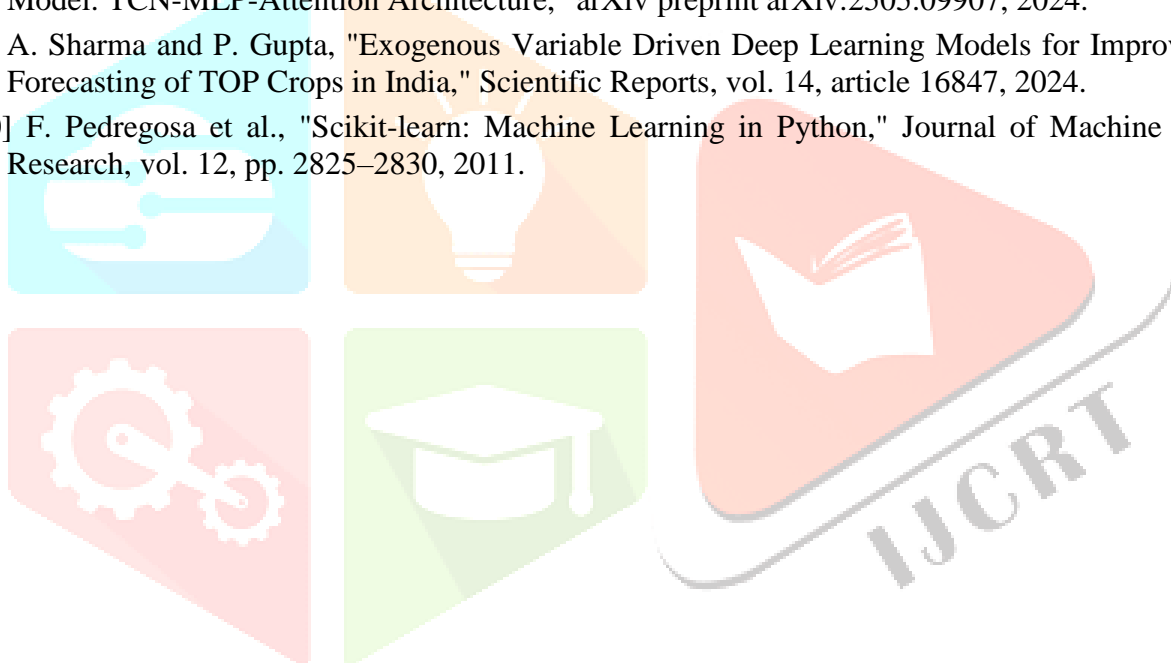 Model: TCN-MLP-Attention Architecture," arXiv preprint arXiv:2505.09907, 2024.
A. Sharma and P. Gupta, "Exogenous Variable Driven Deep Learning Models for Improv
Forecasting of TOP Crops in India," Scientific Reports, vol. 14, article 16847, 2024.
] F. Pedregosa et al., "Scikit-learn: Machine Learning in Python," Journal of Machine
Research, vol. 12, pp. 2825–2830, 2011.
IJCRT